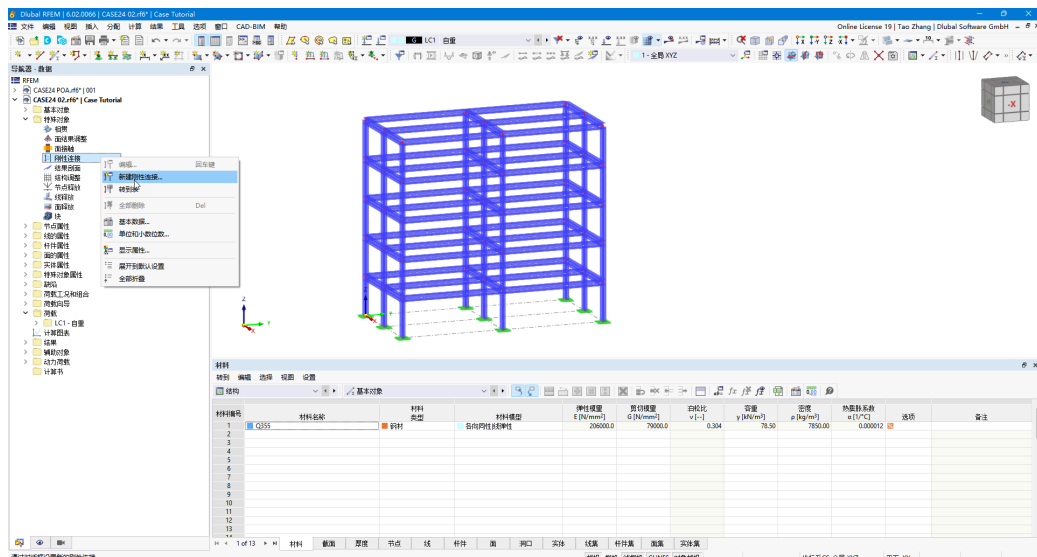 Dlubal RFEM | 6.02.0066 | CASE24 02.rf6* | Case Tutorial
文件 编辑 视图 插入 分配 计算 结果 工具 选项 窗口 CAD-BIM 帮助
Online License 19 | Tao Zhang | Dlubal Software GmbH
G LC1 自重
1 - 全局 XYZ
导航器 - 数据
RFEM
CASE24 POA.rf6* | 001
CASE24 02.rf6* | Case Tutorial
基本对象
特殊对象
相贯
面结果调整
面接触
刚性连接
结果剖面
结构调整
节点释放
线释放
面释放
块
节点属性
线的属性
杆件属性
面的属性
实体属性
特殊对象属性
缺陷
荷载工况和组合
荷载向导
荷载
LC1 - 自重
计算图表
结果
辅助对象
动力荷载
计算书
编辑... 回车键
新建刚性连接...
转到表
全部删除 Del
基本数据...
单位和小数位数...
显示属性...
展开到默认设置
全部折叠
-X
Z
Y
X
Z
材料
转到 编辑 选择 视图 设置
结构
基本对象
材料编号
材料名称
材料
类型
材料模型
弹性模量
E [N/mm²]
剪切模量
G [N/mm²]
泊松比
ν [--]
容重
γ [kN/m³]
密度
ρ [kg/m³]
热膨胀系数
α [1/°C]
选项
备注
1 Q355 钢材 各向同性|线弹性 206000.0 79000.0 0.304 78.50 7850.00 0.000012
2
3
4
5
6
7
8
9
10
11
12
13
1 of 13 材料 截面 厚度 节点 线 杆件 面 洞口 实体 线集 杆件集 面集 实体集